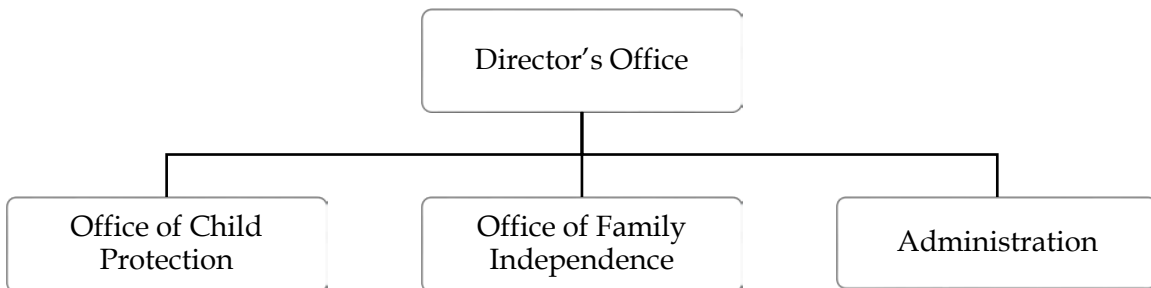 Director’s Office
Office of Child
Protection
Office of Family
Independence
Administration